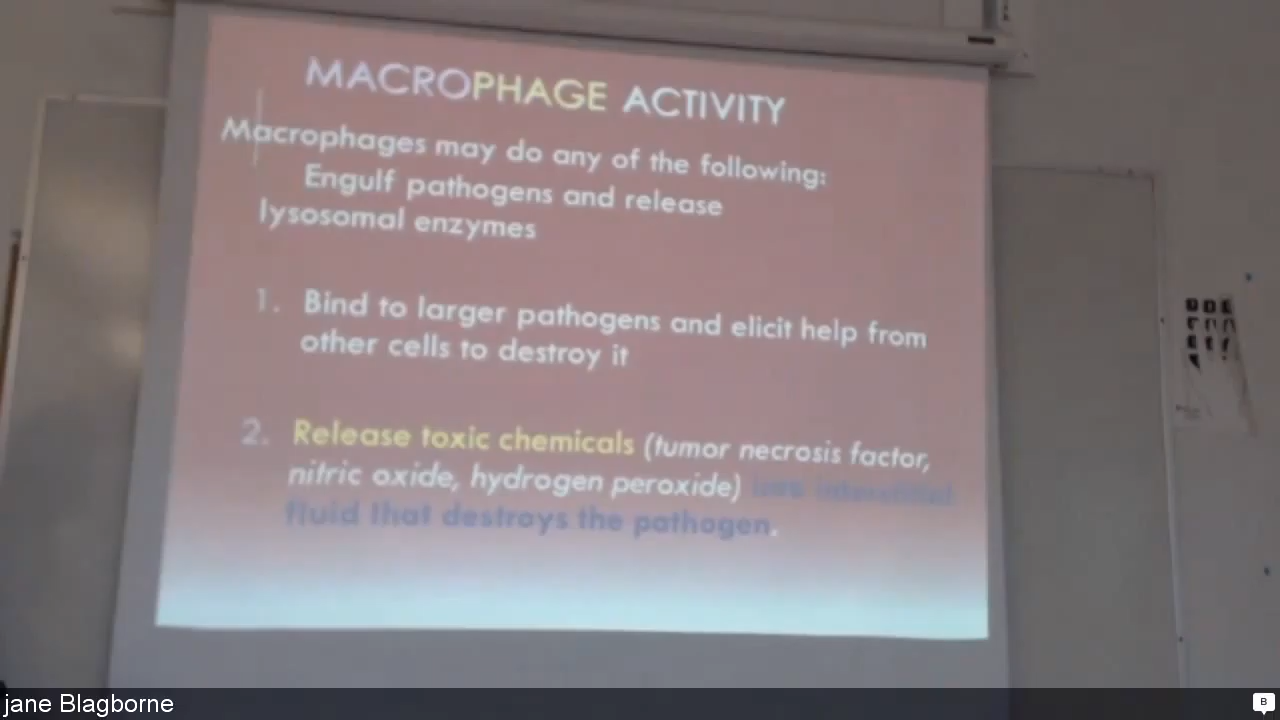 MACROPHAGE ACTIVITY
Macrophages may do any of the following:
Engulf pathogens and release
lysosomal enzymes
1. Bind to larger pathogens and elicit help from
other cells to destroy it
2. Release toxic chemicals (tumor necrosis factor,
nitric oxide, hydrogen peroxide) interstitial
fluid that destroys the pathogen.
jane Blagborne
B